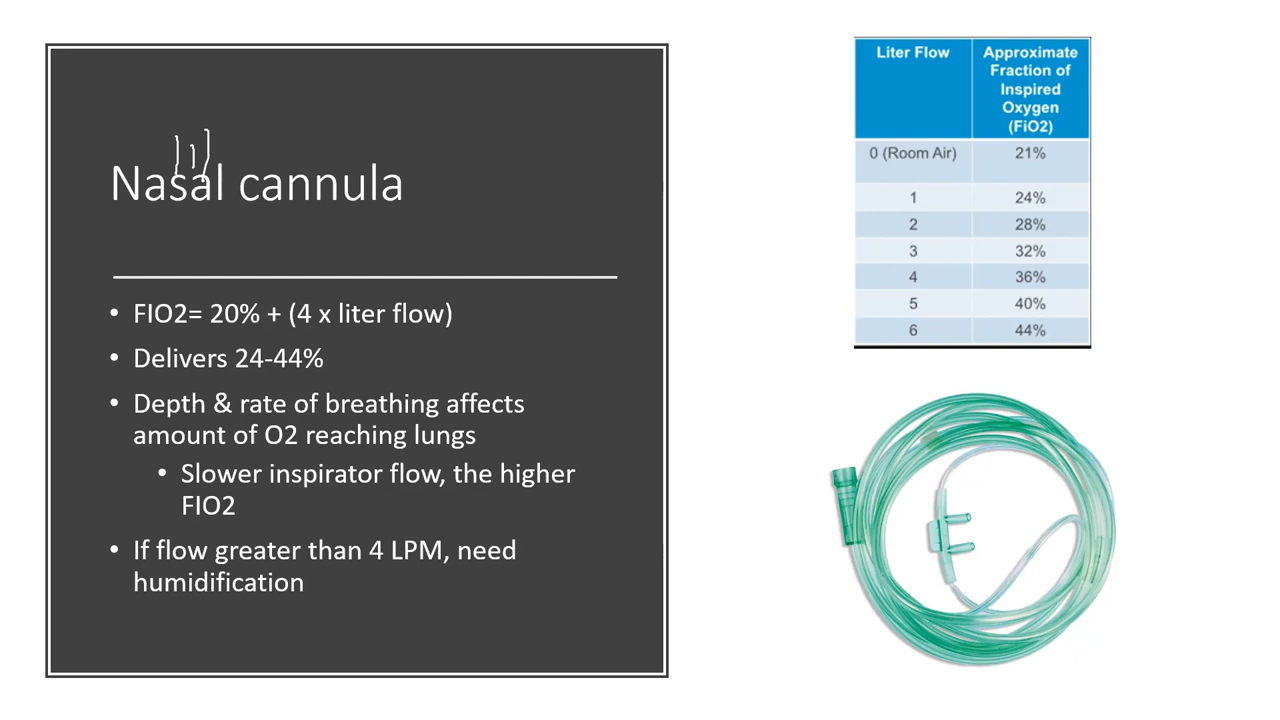 Nasal cannula
• FIO2= 20% + (4 x liter flow)
• Delivers 24-44%
• Depth & rate of breathing affects
amount of O2 reaching lungs
• Slower inspirator flow, the higher
FIO2
• If flow greater than 4 LPM, need
humidification
Liter Flow Approximate
Fraction of
Inspired
Oxygen
(FiO2)
0 (Room Air) 21%
1 24%
2 28%
3 32%
4 36%
5 40%
6 44%